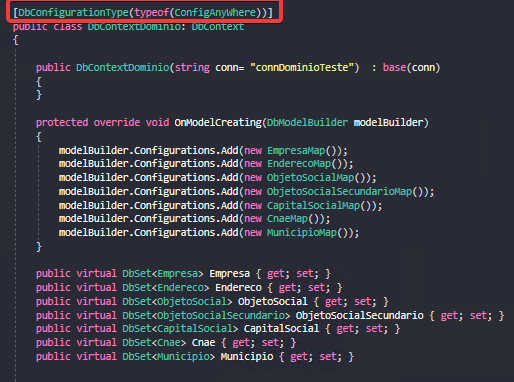 [DbConfigurationType(typeof(ConfigAnyWhere))]
public class DbContextDominio: DbContext
{
public DbContextDominio(string conn= "connDominioTeste")  : base(conn)
{
}
protected override void OnModelCreating(DbModelBuilder modelBuilder)
{
modelBuilder.Configurations.Add(new EmpresaMap());
modelBuilder.Configurations.Add(new EnderecoMap());
modelBuilder.Configurations.Add(new ObjetoSocialMap());
modelBuilder.Configurations.Add(new ObjetoSocialSecundarioMap());
modelBuilder.Configurations.Add(new CapitalSocialMap());
modelBuilder.Configurations.Add(new CnaeMap());
modelBuilder.Configurations.Add(new MunicipioMap());
}
public virtual DbSet<Empresa> Empresa { get; set; }
public virtual DbSet<Endereco> Endereco { get; set; }
public virtual DbSet<ObjetoSocial> ObjetoSocial { get; set; }
public virtual DbSet<ObjetoSocialSecundario> ObjetoSocialSecundario { get; set; }
public virtual DbSet<CapitalSocial> CapitalSocial { get; set; }
public virtual DbSet<Cnae> Cnae { get; set; }
public virtual DbSet<Municipio> Municipio { get; set; }